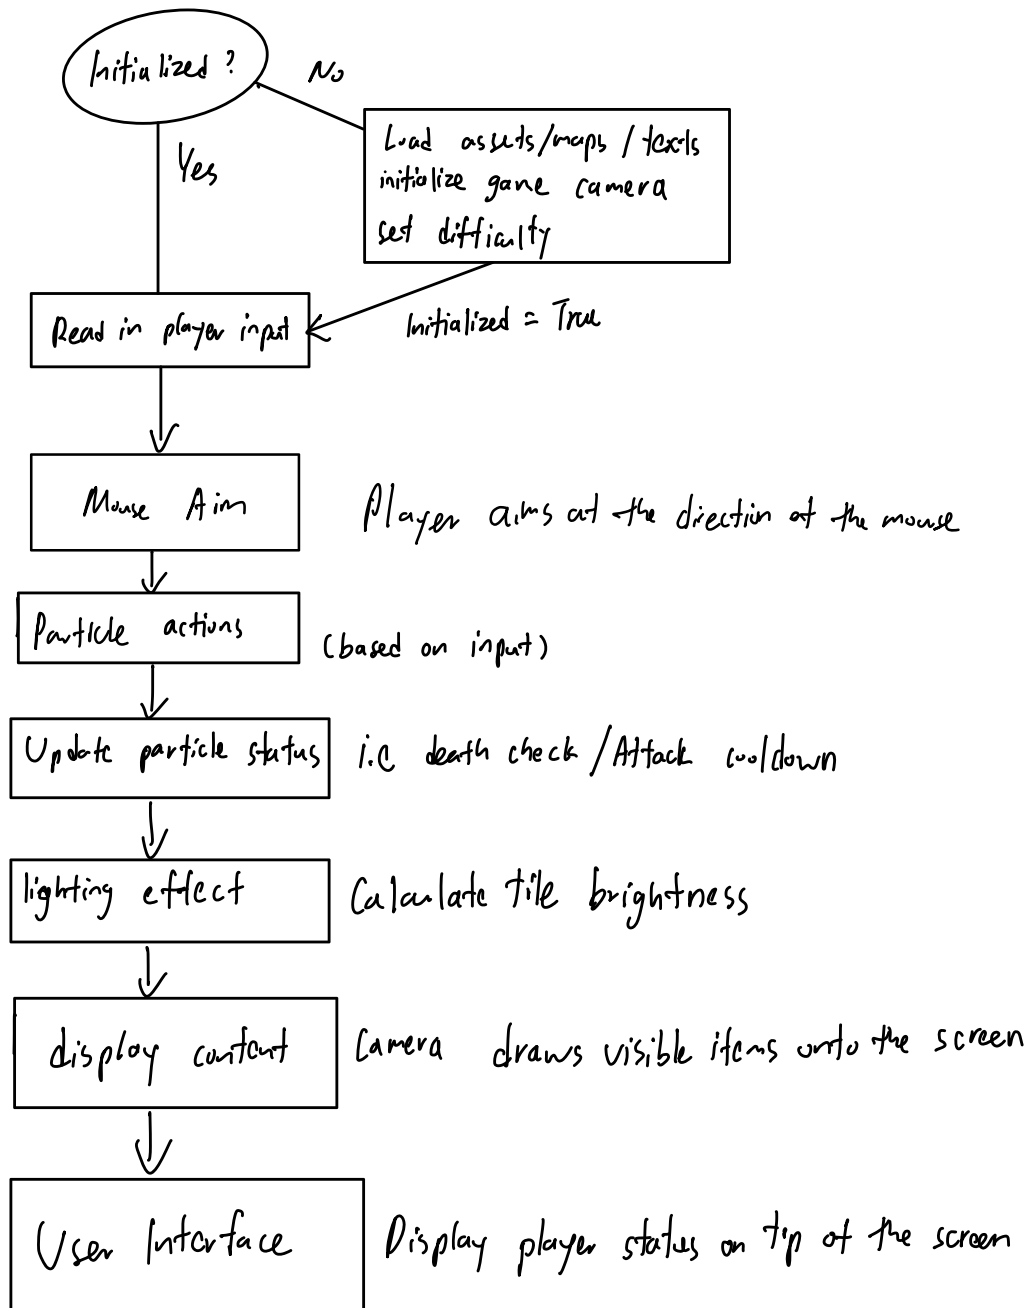 Initialized?
No
Yes
Load assets/maps/texts
initialize game camera
set difficulty
Read in player input
Initialized = True
Mouse Aim
Player aims at the direction of the mouse
Particle actions
(based on input)
Update particle status
i.e death check/Attack cooldown
lighting effect
Calculate tile brightness
display content
Camera draws visible items onto the screen
User Interface
Display player status on top of the screen